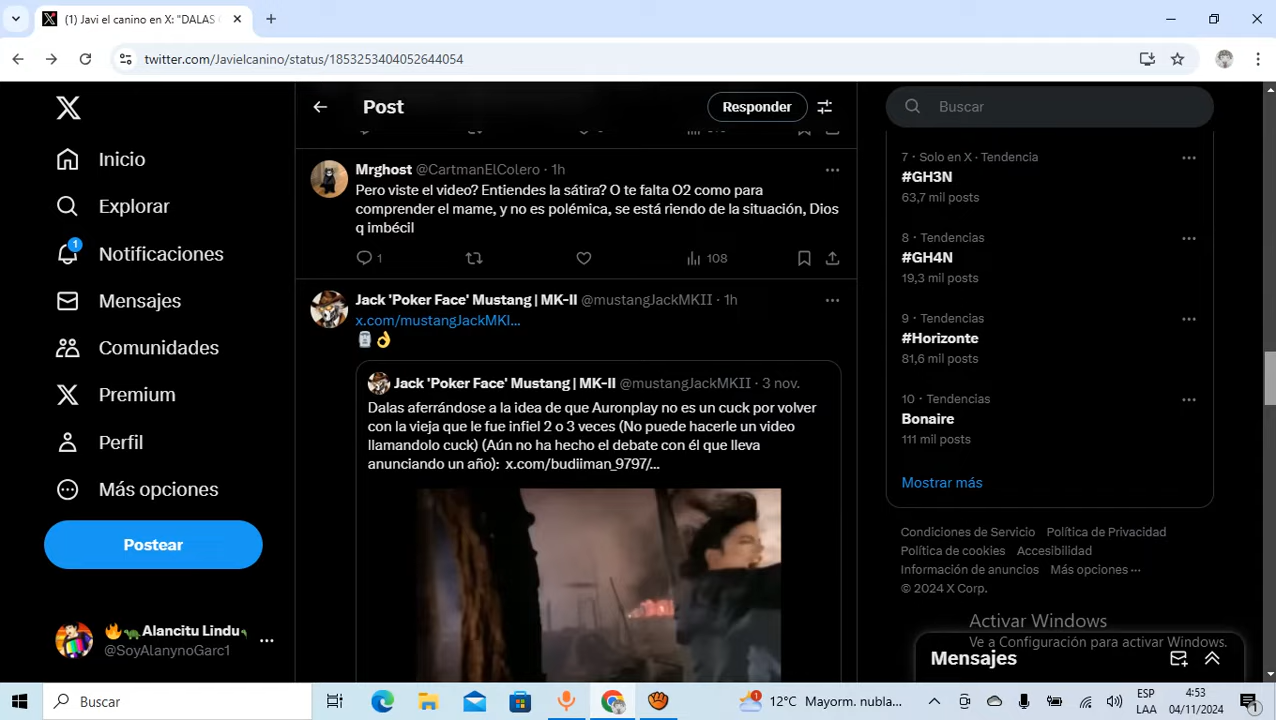 (1) Javi el canino en X: "DALAS
twitter.com/Javielcanino/status/1853253404052644054
Inicio
Explorar
1
Notificaciones
Mensajes
Comunidades
Premium
Perfil
Más opciones
Postear
Alancitu Lindu
@SoyAlanynoGarc1
Post
Responder
Mrghost @CartmanElColero · 1h
Pero viste el video? Entiendes la sátira? O te falta O2 como para
comprender el mame, y no es polémica, se está riendo de la situación, Dios
q imbécil
1
108
Jack 'Poker Face' Mustang | MK-II @mustangJackMKII · 1h
x.com/mustangJackMKI…
Jack 'Poker Face' Mustang | MK-II @mustangJackMKII · 3 nov.
Dalas aferrándose a la idea de que Auronplay no es un cuck por volver
con la vieja que le fue infiel 2 o 3 veces (No puede hacerle un video
llamandolo cuck) (Aún no ha hecho el debate con él que lleva
anunciando un año): x.com/budiiman_9797/…
Buscar
7 · Solo en X · Tendencia
#GH3N
63,7 mil posts
8 · Tendencias
#GH4N
19,3 mil posts
9 · Tendencias
#Horizonte
81,6 mil posts
10 · Tendencias
Bonaire
111 mil posts
Mostrar más
Condiciones de Servicio Política de Privacidad
Política de cookies Accesibilidad
Información de anuncios Más opciones ···
© 2024 X Corp.
Activar Windows
Ve a Configuración para activar Windows.
Mensajes
Buscar
1
12°C Mayorm. nubla...
ESP
LAA
4:53
04/11/2024
1